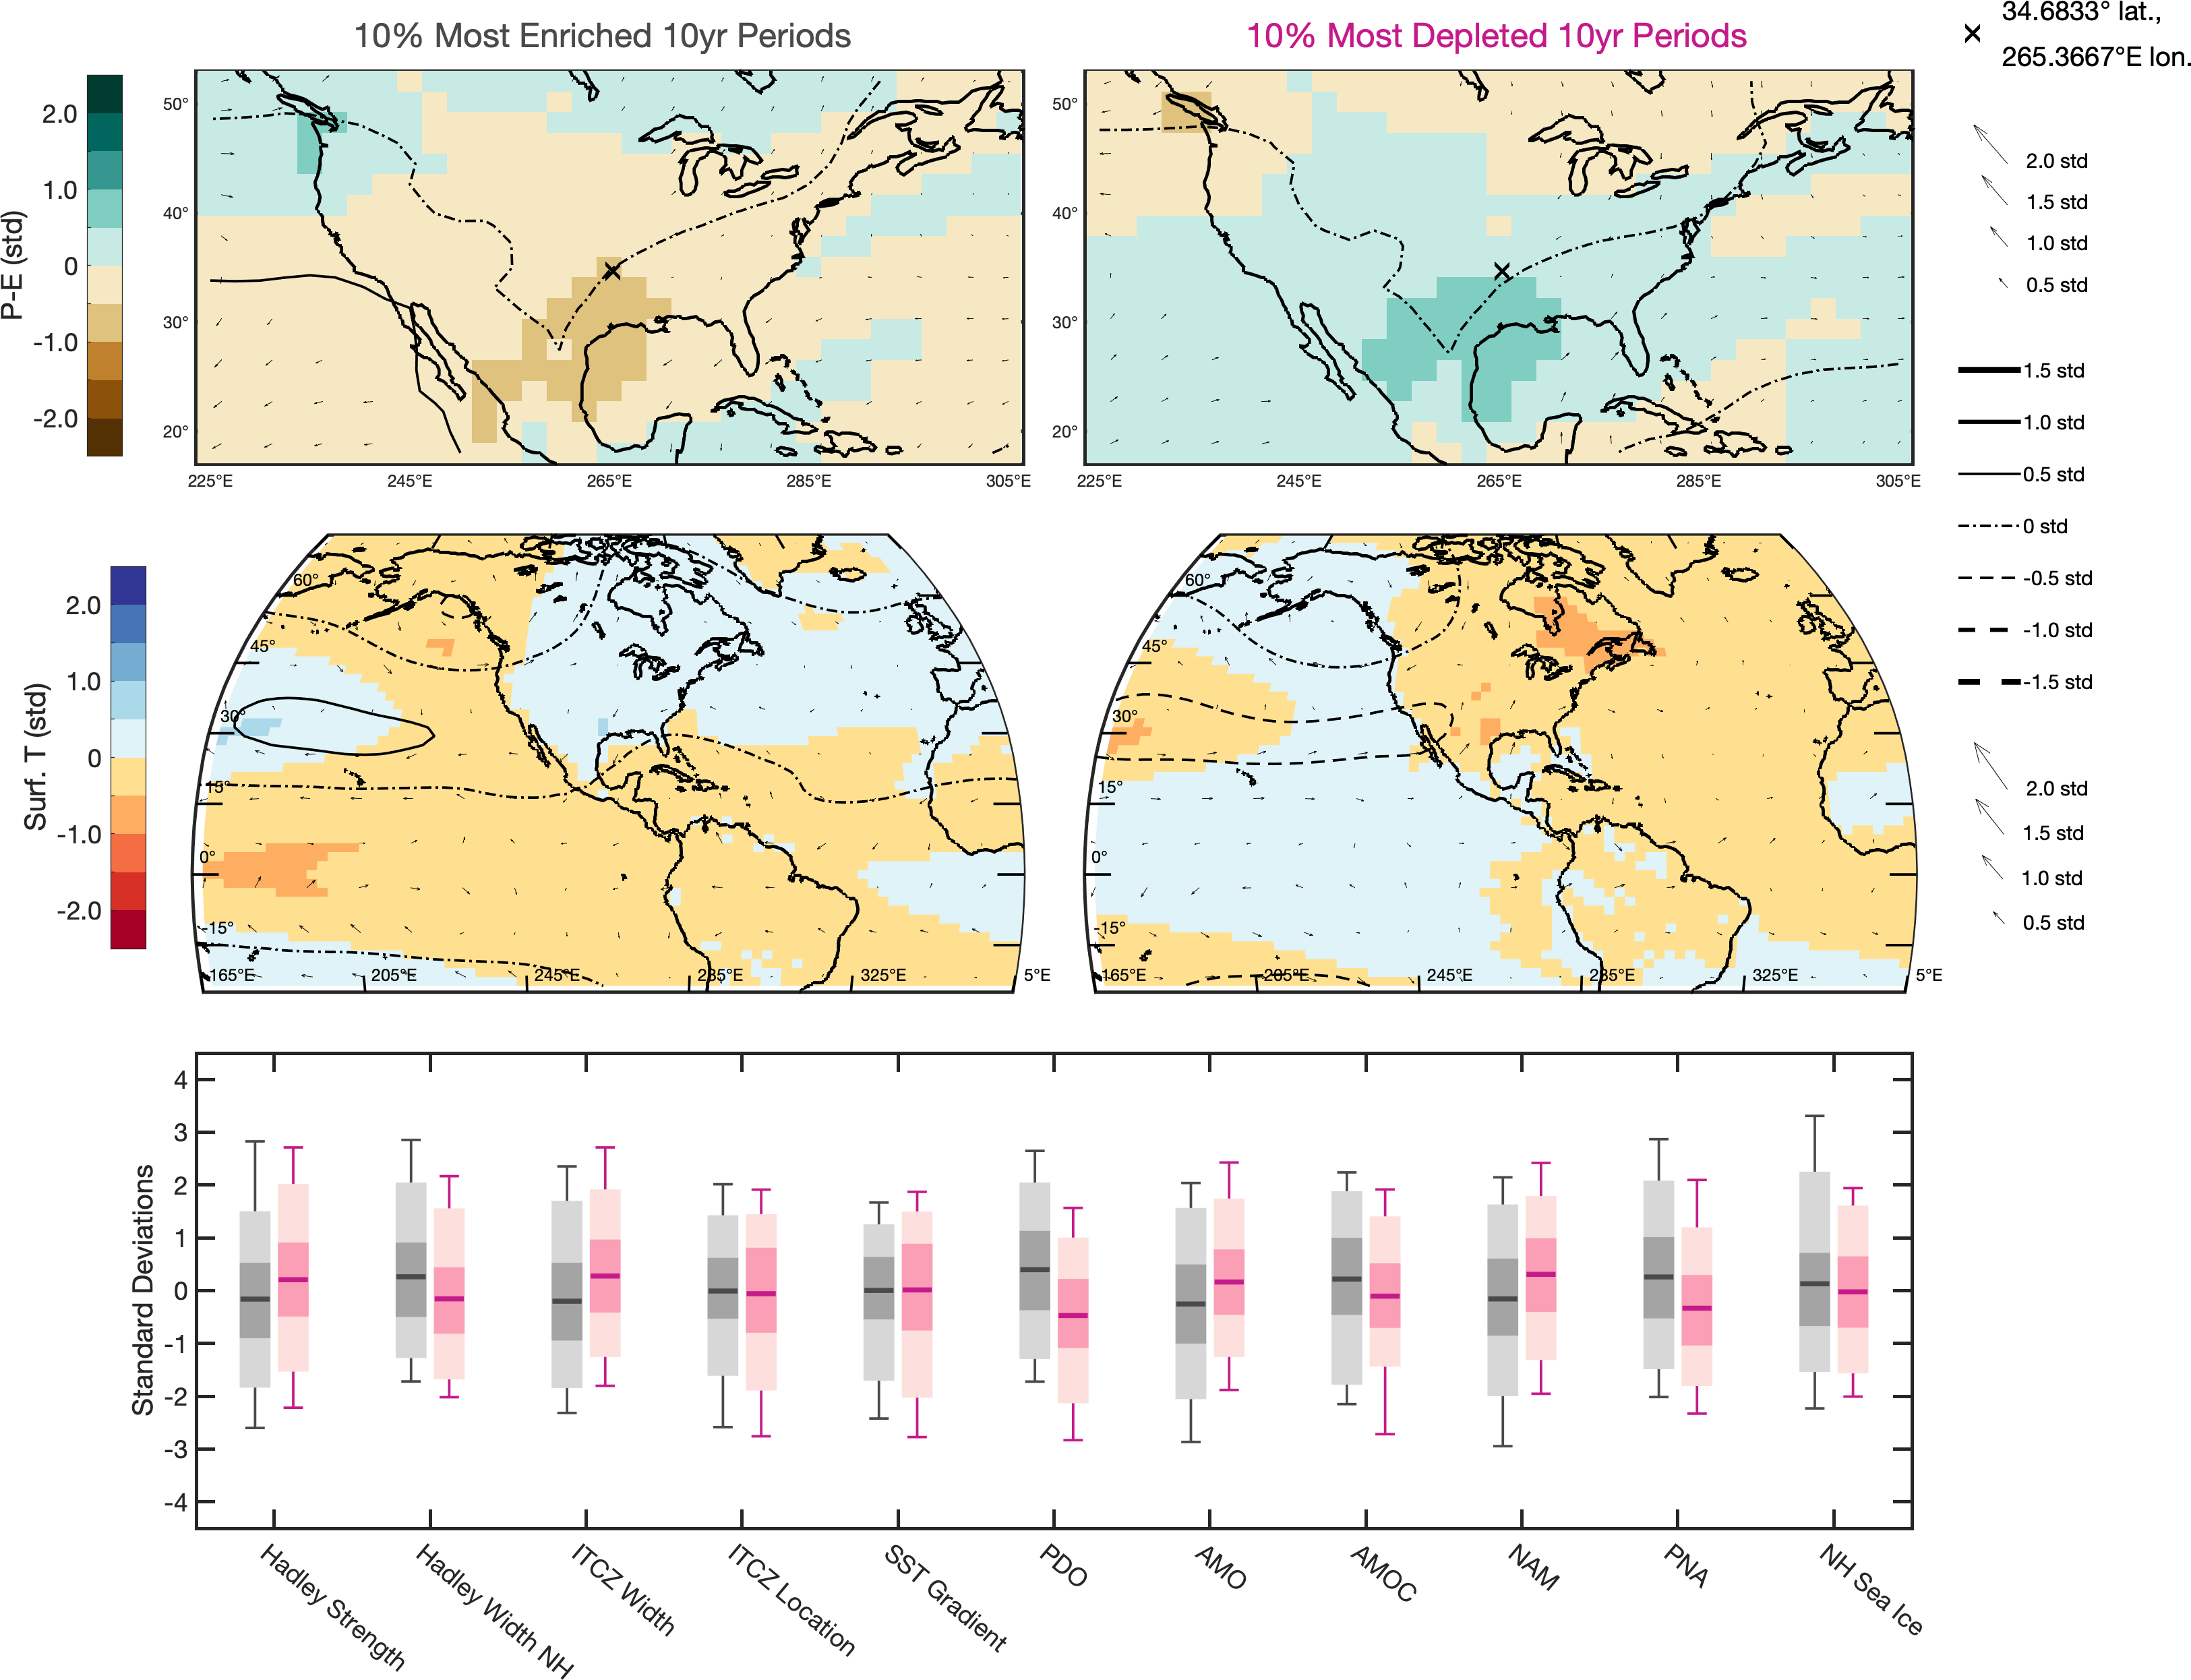 10% Most Enriched 10yr Periods
10% Most Depleted 10yr Periods
34.6833° lat.,
265.3667°E lon.
P-E (std)
2.0
1.0
0
-1.0
-2.0
50°
40°
30°
20°
225°E 245°E 265°E 285°E 305°E
50°
40°
30°
20°
225°E 245°E 265°E 285°E 305°E
2.0 std
1.5 std
1.0 std
0.5 std
1.5 std
1.0 std
0.5 std
0 std
-0.5 std
-1.0 std
-1.5 std
Surf. T (std)
2.0
1.0
0
-1.0
-2.0
60°
45°
30°
15°
0°
-15°
165°E 205°E 245°E 285°E 325°E 5°E
60°
45°
30°
15°
0°
-15°
165°E 205°E 245°E 285°E 325°E 5°E
2.0 std
1.5 std
1.0 std
0.5 std
Standard Deviations
4
3
2
1
0
-1
-2
-3
-4
Hadley Strength
Hadley Width NH
ITCZ Width
ITCZ Location
SST Gradient
PDO
AMO
AMOC
NAM
PNA
NH Sea Ice